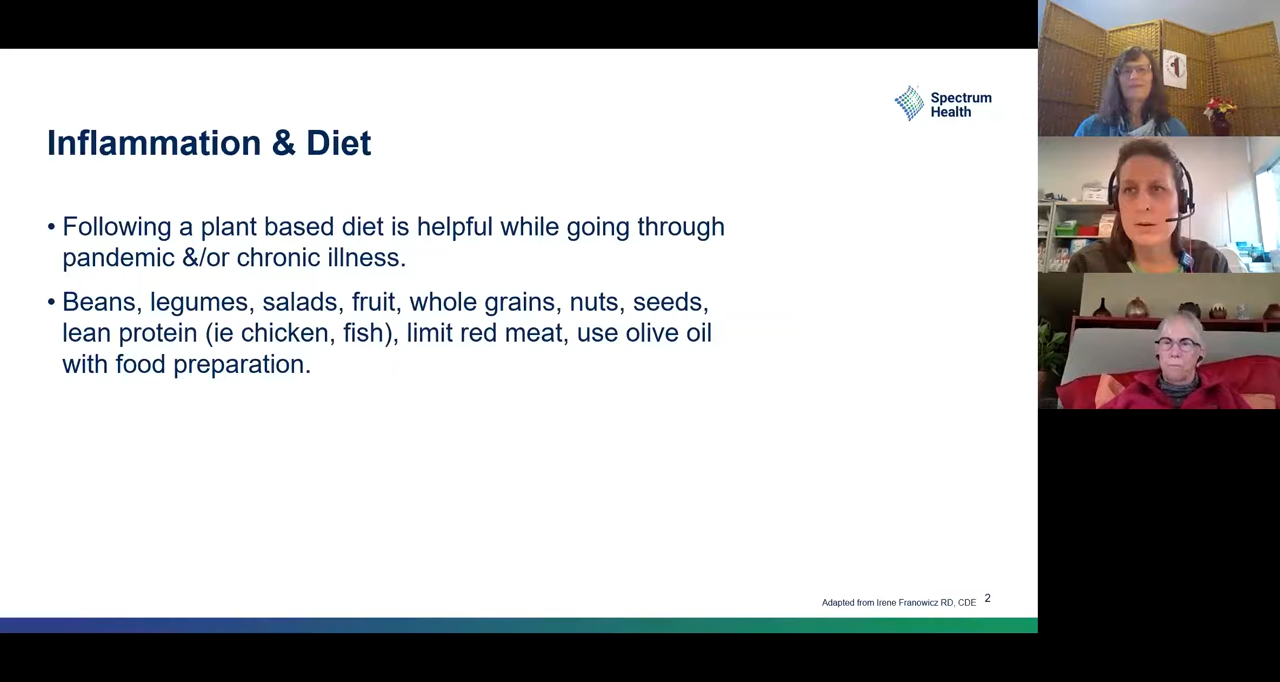 Spectrum
Health
Inflammation & Diet
• Following a plant based diet is helpful while going through
pandemic &/or chronic illness.
• Beans, legumes, salads, fruit, whole grains, nuts, seeds,
lean protein (ie chicken, fish), limit red meat, use olive oil
with food preparation.
Adapted from Irene Franowicz RD, CDE
2